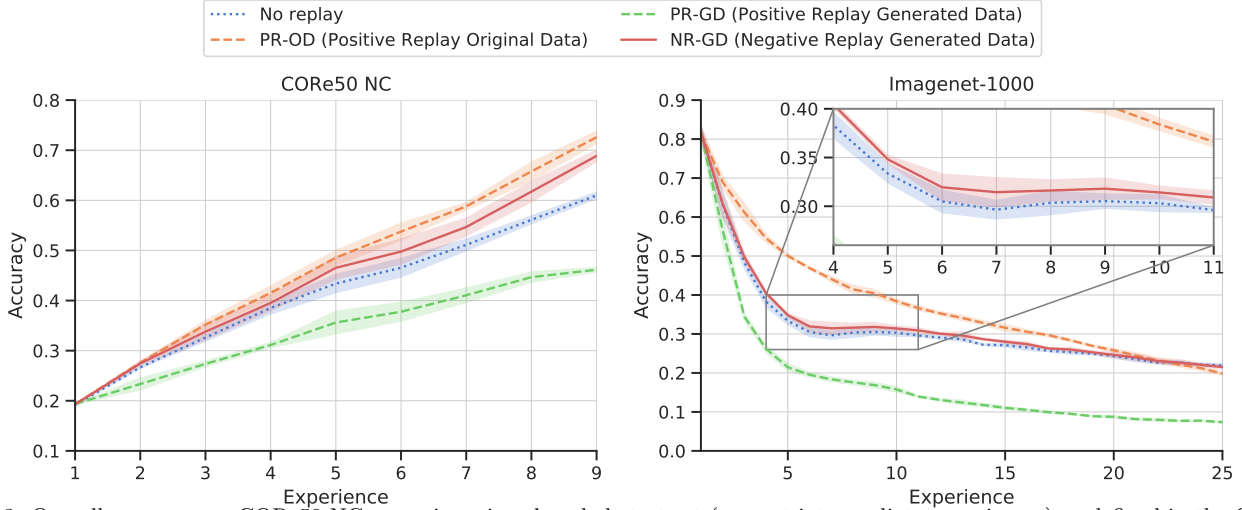 No replay
PR-OD (Positive Replay Original Data)
PR-GD (Positive Replay Generated Data)
NR-GD (Negative Replay Generated Data)
CORe50 NC
Accuracy
0.8
0.7
0.6
0.5
0.4
0.3
0.2
0.1
1 2 3 4 5 6 7 8 9
Experience
Imagenet-1000
Accuracy
0.9
0.8
0.7
0.6
0.5
0.4
0.3
0.2
0.1
0.0
0.40
0.35
0.30
4 5 6 7 8 9 10 11
5 10 15 20 25
Experience